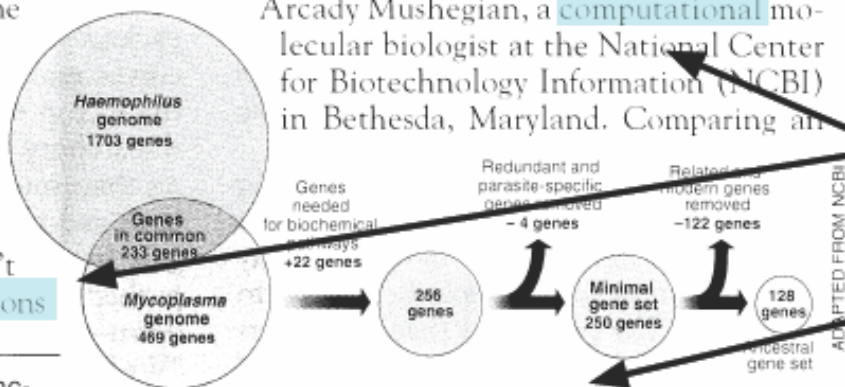 Arcady Mushegian, a computational mo-
lecular biologist at the National Center
for Biotechnology Information (NCBI)
in Bethesda, Maryland. Comparing an
't
ons
Haemophilus
genome
1703 genes
Genes
in common
233 genes
Mycoplasma
genome
469 genes
Genes
needed
for biochemical
pathways
+22 genes
256
genes
Redundant and
parasite-specific
genes removed
– 4 genes
Minimal
gene set
250 genes
Related and
modern genes
removed
–122 genes
128
genes
Ancestral
gene set
ADAPTED FROM NCBI